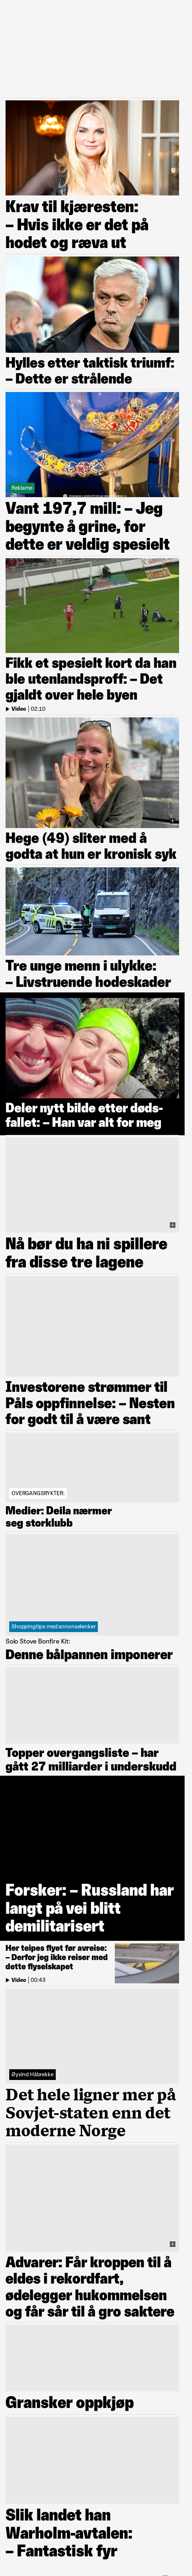 Krav til kjæresten:
– Hvis ikke er det på
hodet og ræva ut
Hylles etter taktisk triumf:
– Dette er strålende
Reklame
Vant 197,7 mill: – Jeg
begynte å grine, for
dette er veldig spesielt
Fikk et spesielt kort da han
ble utenlandsproff: – Det
gjaldt over hele byen
Video | 02:10
Hege (49) sliter med å
godta at hun er kronisk syk
Tre unge menn i ulykke:
– Livstruende hodeskader
Deler nytt bilde etter døds-
fallet: – Han var alt for meg
Nå bør du ha ni spillere
fra disse tre lagene
Investorene strømmer til
Påls oppfinnelse: – Nesten
for godt til å være sant
OVERGANGSRYKTER:
Medier: Deila nærmer
seg storklubb
Shoppingtips med annonselenker
Solo Stove Bonfire Kit:
Denne bålpannen imponerer
Topper overgangsliste – har
gått 27 milliarder i underskudd
Forsker: – Russland har
langt på vei blitt
demilitarisert
Her teipes flyet før avreise:
– Derfor jeg ikke reiser med
dette flyselskapet
Video | 00:43
Øyvind Håbrekke
Det hele ligner mer på
Sovjet-staten enn det
moderne Norge
Advarer: Får kroppen til å
eldes i rekordfart,
ødelegger hukommelsen
og får sår til å gro saktere
Gransker oppkjøp
Slik landet han
Warholm-avtalen:
– Fantastisk fyr